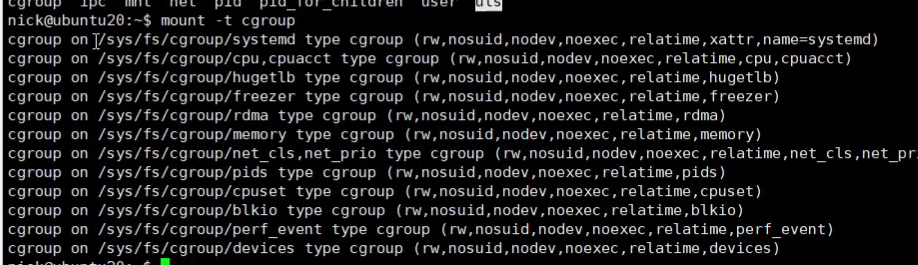 cgroup ipc mnt net pid pid_for_children user uts
nick@ubuntu20:~$ mount -t cgroup
cgroup on /sys/fs/cgroup/systemd type cgroup (rw,nosuid,nodev,noexec,relatime,xattr,name=systemd)
cgroup on /sys/fs/cgroup/cpu,cpuacct type cgroup (rw,nosuid,nodev,noexec,relatime,cpu,cpuacct)
cgroup on /sys/fs/cgroup/hugetlb type cgroup (rw,nosuid,nodev,noexec,relatime,hugetlb)
cgroup on /sys/fs/cgroup/freezer type cgroup (rw,nosuid,nodev,noexec,relatime,freezer)
cgroup on /sys/fs/cgroup/rdma type cgroup (rw,nosuid,nodev,noexec,relatime,rdma)
cgroup on /sys/fs/cgroup/memory type cgroup (rw,nosuid,nodev,noexec,relatime,memory)
cgroup on /sys/fs/cgroup/net_cls,net_prio type cgroup (rw,nosuid,nodev,noexec,relatime,net_cls,net_pr
cgroup on /sys/fs/cgroup/pids type cgroup (rw,nosuid,nodev,noexec,relatime,pids)
cgroup on /sys/fs/cgroup/cpuset type cgroup (rw,nosuid,nodev,noexec,relatime,cpuset)
cgroup on /sys/fs/cgroup/blkio type cgroup (rw,nosuid,nodev,noexec,relatime,blkio)
cgroup on /sys/fs/cgroup/perf_event type cgroup (rw,nosuid,nodev,noexec,relatime,perf_event)
cgroup on /sys/fs/cgroup/devices type cgroup (rw,nosuid,nodev,noexec,relatime,devices)
nick@ubuntu20:~$